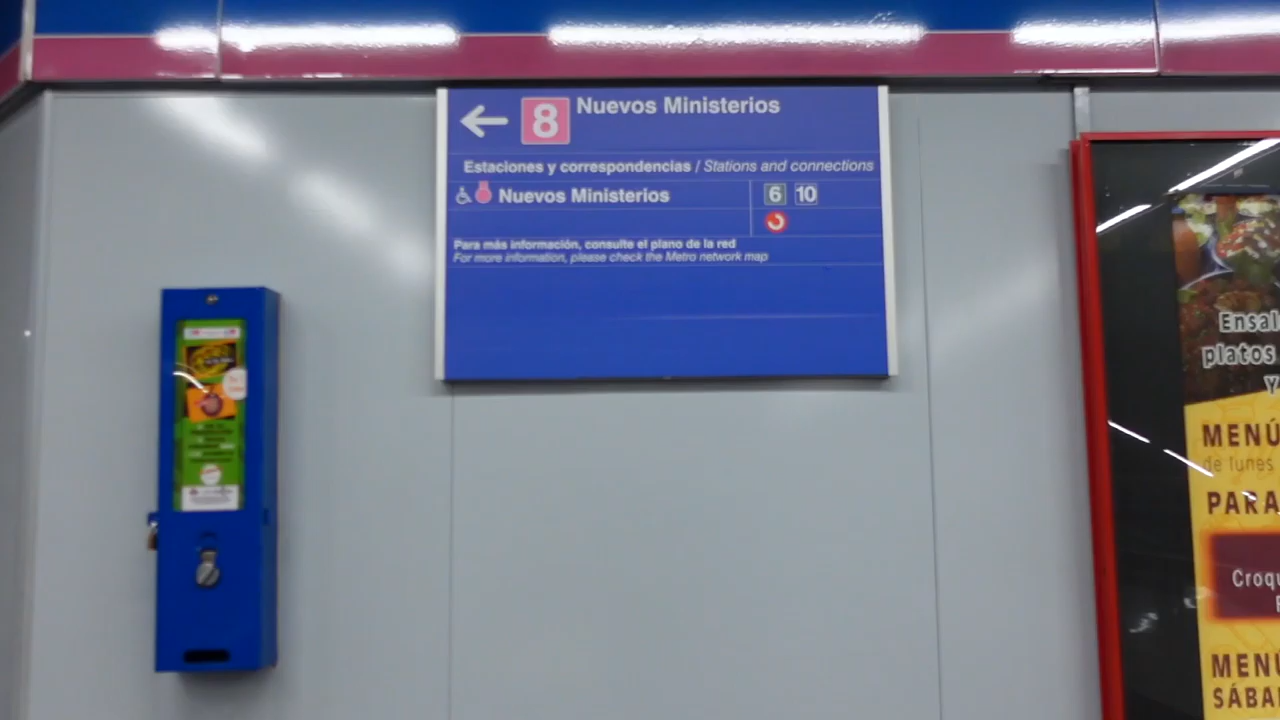 8 Nuevos Ministerios
Estaciones y correspondencias / Stations and connections
Nuevos Ministerios 6 10
Para más información, consulte el plano de la red
For more information, please check the Metro network map
Ensal
platos
Y
MENÚ
de lunes
PARA
Croqu
MENÚ
SÁBA